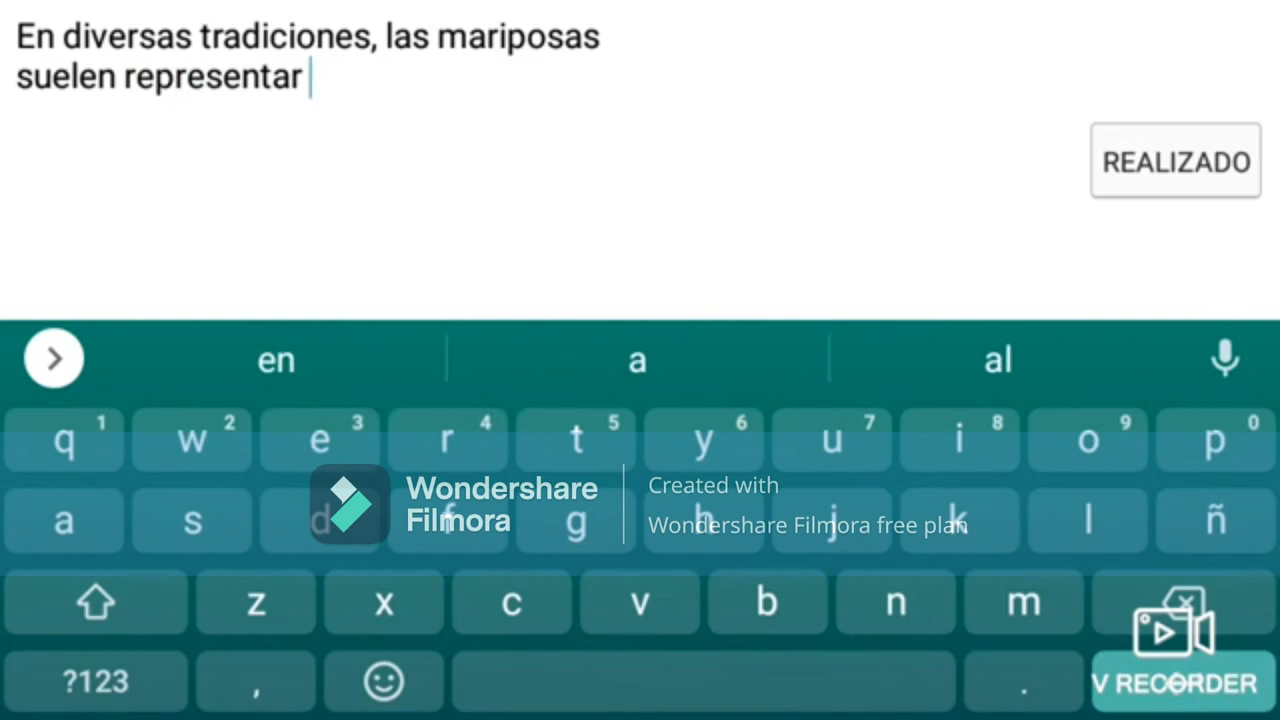 En diversas tradiciones, las mariposas
suelen representar
REALIZADO
en a al
q 1 w 2 e 3 r 4 t 5 y 6 u 7 i 8 o 9 p 0
Wondershare
Filmora
Created with
Wondershare Filmora free plan
a s d f g h j k l ñ
z x c v b n m
?123 , .
V RECORDER